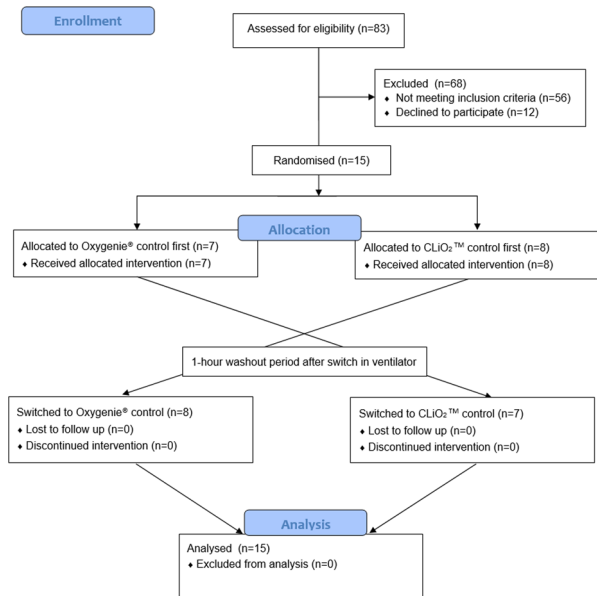 Enrollment
Assessed for eligibility (n=83)
Excluded (n=68)
♦ Not meeting inclusion criteria (n=56)
♦ Declined to participate (n=12)
Randomised (n=15)
Allocation
Allocated to Oxygenie® control first (n=7)
♦ Received allocated intervention (n=7)
Allocated to CLiO₂™ control first (n=8)
♦ Received allocated intervention (n=8)
1-hour washout period after switch in ventilator
Switched to Oxygenie® control (n=8)
♦ Lost to follow up (n=0)
♦ Discontinued intervention (n=0)
Switched to CLiO₂™ control (n=7)
♦ Lost to follow up (n=0)
♦ Discontinued intervention (n=0)
Analysis
Analysed (n=15)
♦ Excluded from analysis (n=0)